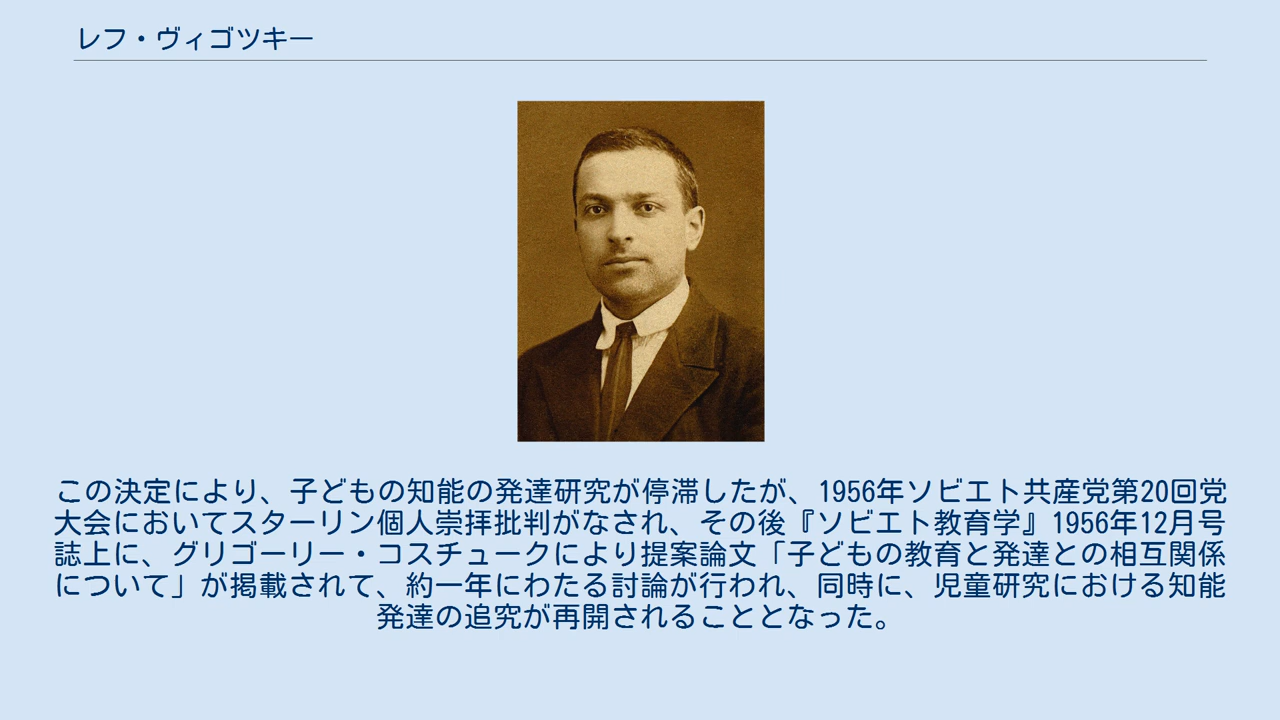 レフ・ヴィゴツキー
この決定により、子どもの知能の発達研究が停滞したが、1956年ソビエト共産党第20回党
大会においてスターリン個人崇拝批判がなされ、その後『ソビエト教育学』1956年12月号
誌上に、グリゴーリー・コスチュークにより提案論文「子どもの教育と発達との相互関係
について」が掲載されて、約一年にわたる討論が行われ、同時に、児童研究における知能
発達の追究が再開されることとなった。